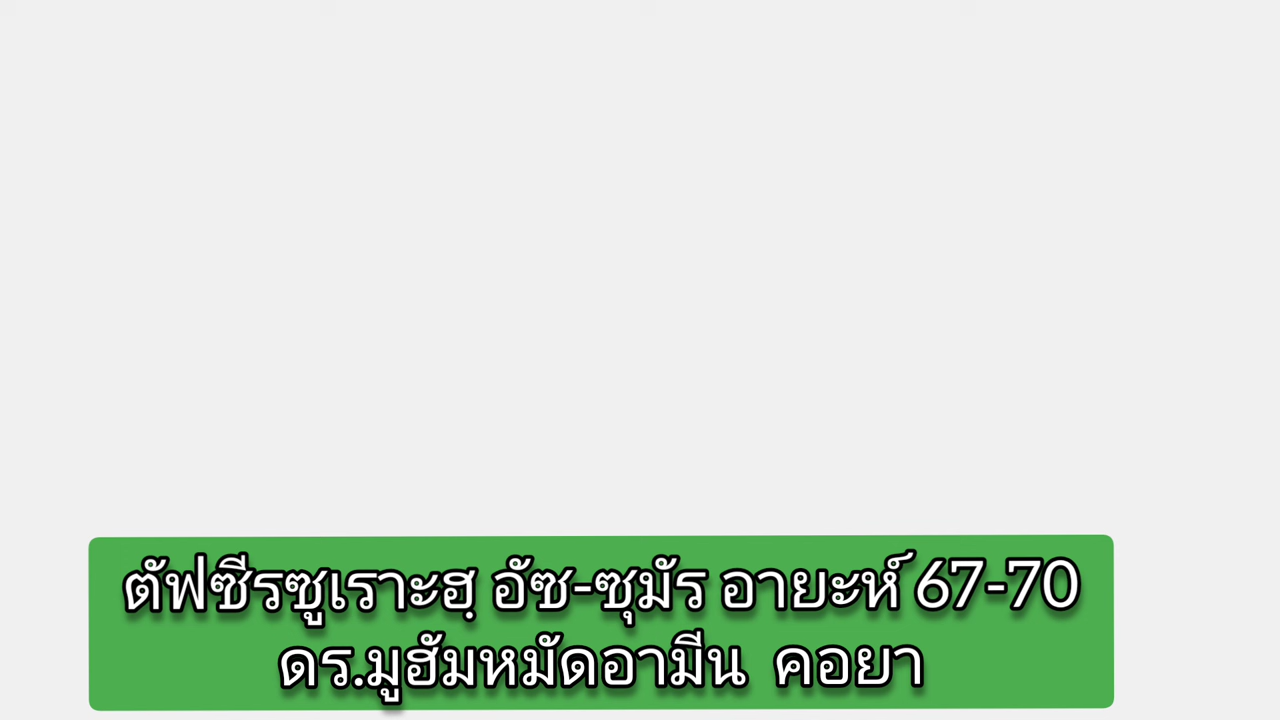 ตัฟซีรซูเราะฮฺ อัซ-ซุมัร อายะห์ 67-70
ดร.มูฮัมหมัดอามีน คอยา